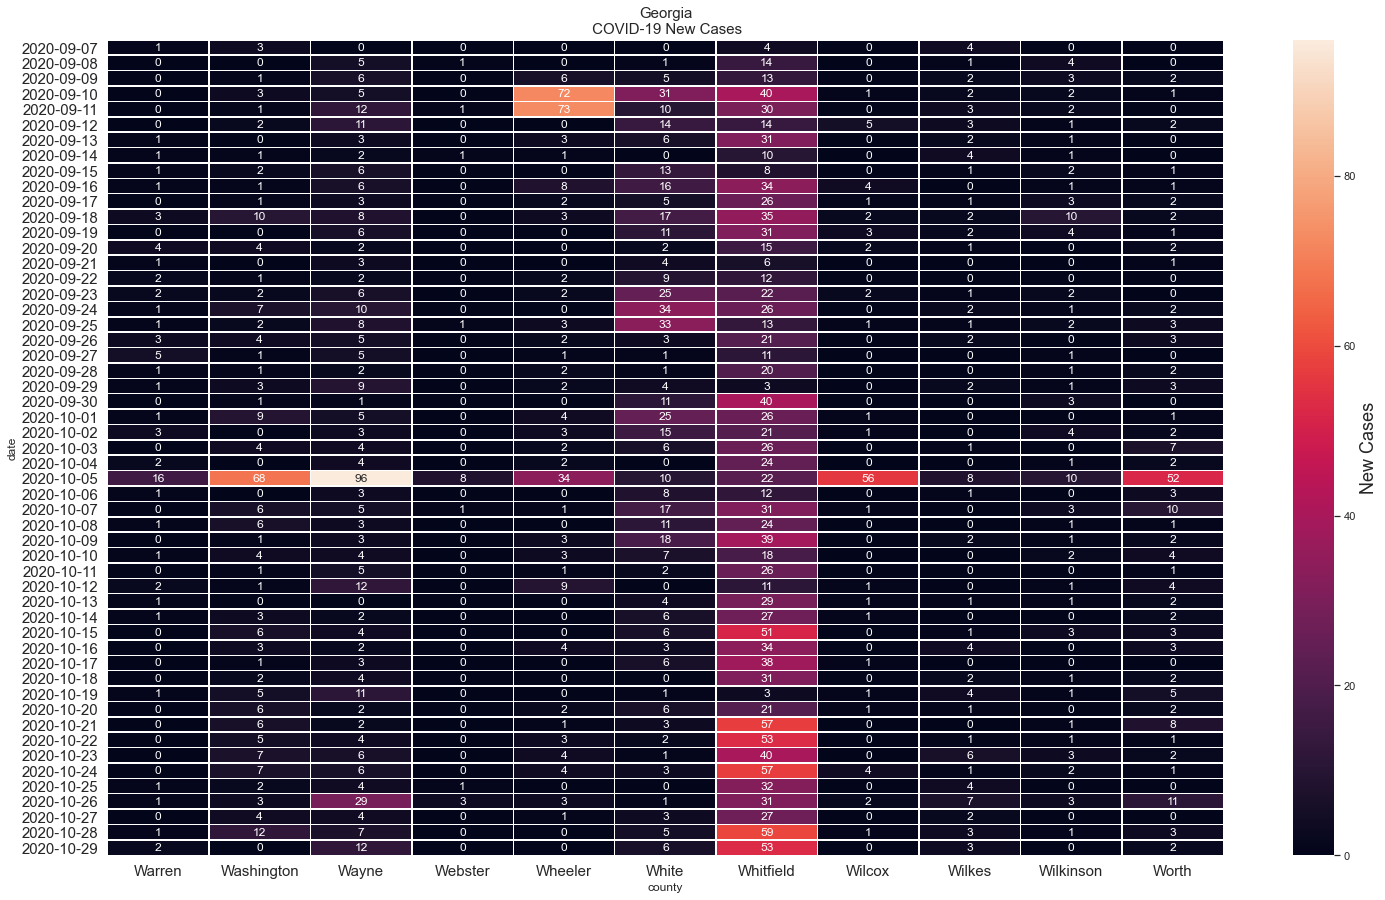 Georgia
COVID-19 New Cases
2020-09-07 1 3 0 0 0 0 4 0 4 0 0
2020-09-08 0 0 5 1 0 1 14 0 1 4 0
2020-09-09 0 1 6 0 6 5 13 0 2 3 2
2020-09-10 0 3 5 0 72 31 40 1 2 2 1
2020-09-11 0 1 12 1 73 10 30 0 3 2 0
2020-09-12 0 2 11 0 0 14 14 5 3 1 2
2020-09-13 1 0 3 0 3 6 31 0 2 1 0
2020-09-14 1 1 2 1 1 0 10 0 4 1 0
2020-09-15 1 2 6 0 0 13 8 0 1 2 1
2020-09-16 1 1 6 0 8 16 34 4 0 1 1
2020-09-17 0 1 3 0 2 5 26 1 1 3 2
2020-09-18 3 10 8 0 3 17 35 2 2 10 2
2020-09-19 0 0 6 0 0 11 31 3 2 4 1
2020-09-20 4 4 2 0 0 2 15 2 1 0 2
2020-09-21 1 0 3 0 0 4 6 0 0 0 1
2020-09-22 2 1 2 0 2 9 12 0 0 0 0
2020-09-23 2 2 6 0 2 25 22 2 1 2 0
2020-09-24 1 7 10 0 0 34 26 0 2 1 2
2020-09-25 1 2 8 1 3 33 13 1 1 2 3
2020-09-26 3 4 5 0 2 3 21 0 2 0 3
2020-09-27 5 1 5 0 1 1 11 0 0 1 0
2020-09-28 1 1 2 0 2 1 20 0 0 1 2
2020-09-29 1 3 9 0 2 4 3 0 2 1 3
2020-09-30 0 1 1 0 0 11 40 0 0 3 0
2020-10-01 1 9 5 0 4 25 26 1 0 0 1
2020-10-02 3 0 3 0 3 15 21 1 0 4 2
2020-10-03 0 4 4 0 2 6 26 0 1 0 7
2020-10-04 2 0 4 0 2 0 24 0 0 1 2
2020-10-05 16 68 96 8 34 10 22 56 8 10 52
2020-10-06 1 0 3 0 0 8 12 0 1 0 3
2020-10-07 0 6 5 1 1 17 31 1 0 3 10
2020-10-08 1 6 3 0 0 11 24 0 0 1 1
2020-10-09 0 1 3 0 3 18 39 0 2 1 2
2020-10-10 1 4 4 0 3 7 18 0 0 2 4
2020-10-11 0 1 5 0 1 2 26 0 0 0 1
2020-10-12 2 1 12 0 9 0 11 1 0 1 4
2020-10-13 1 0 0 0 0 4 29 1 1 1 2
2020-10-14 1 3 2 0 0 6 27 1 0 0 2
2020-10-15 0 6 4 0 0 6 51 0 1 3 3
2020-10-16 0 3 2 0 4 3 34 0 4 0 3
2020-10-17 0 1 3 0 0 6 38 1 0 0 0
2020-10-18 0 2 4 0 0 0 31 0 2 1 2
2020-10-19 1 5 11 0 0 1 3 1 4 1 5
2020-10-20 0 6 2 0 2 6 21 1 1 0 2
2020-10-21 0 6 2 0 1 3 57 0 0 1 8
2020-10-22 0 5 4 0 3 2 53 0 1 1 1
2020-10-23 0 7 6 0 4 1 40 0 6 3 2
2020-10-24 0 7 6 0 4 3 57 4 1 2 1
2020-10-25 1 2 4 1 0 0 32 0 4 0 0
2020-10-26 1 3 29 3 3 1 31 2 7 3 11
2020-10-27 0 4 4 0 1 3 27 0 2 0 0
2020-10-28 1 12 7 0 0 5 59 1 3 1 3
2020-10-29 2 0 12 0 0 6 53 0 3 0 2
Warren Washington Wayne Webster Wheeler White Whitfield Wilcox Wilkes Wilkinson Worth
county
date
80
60
40
20
0
New Cases